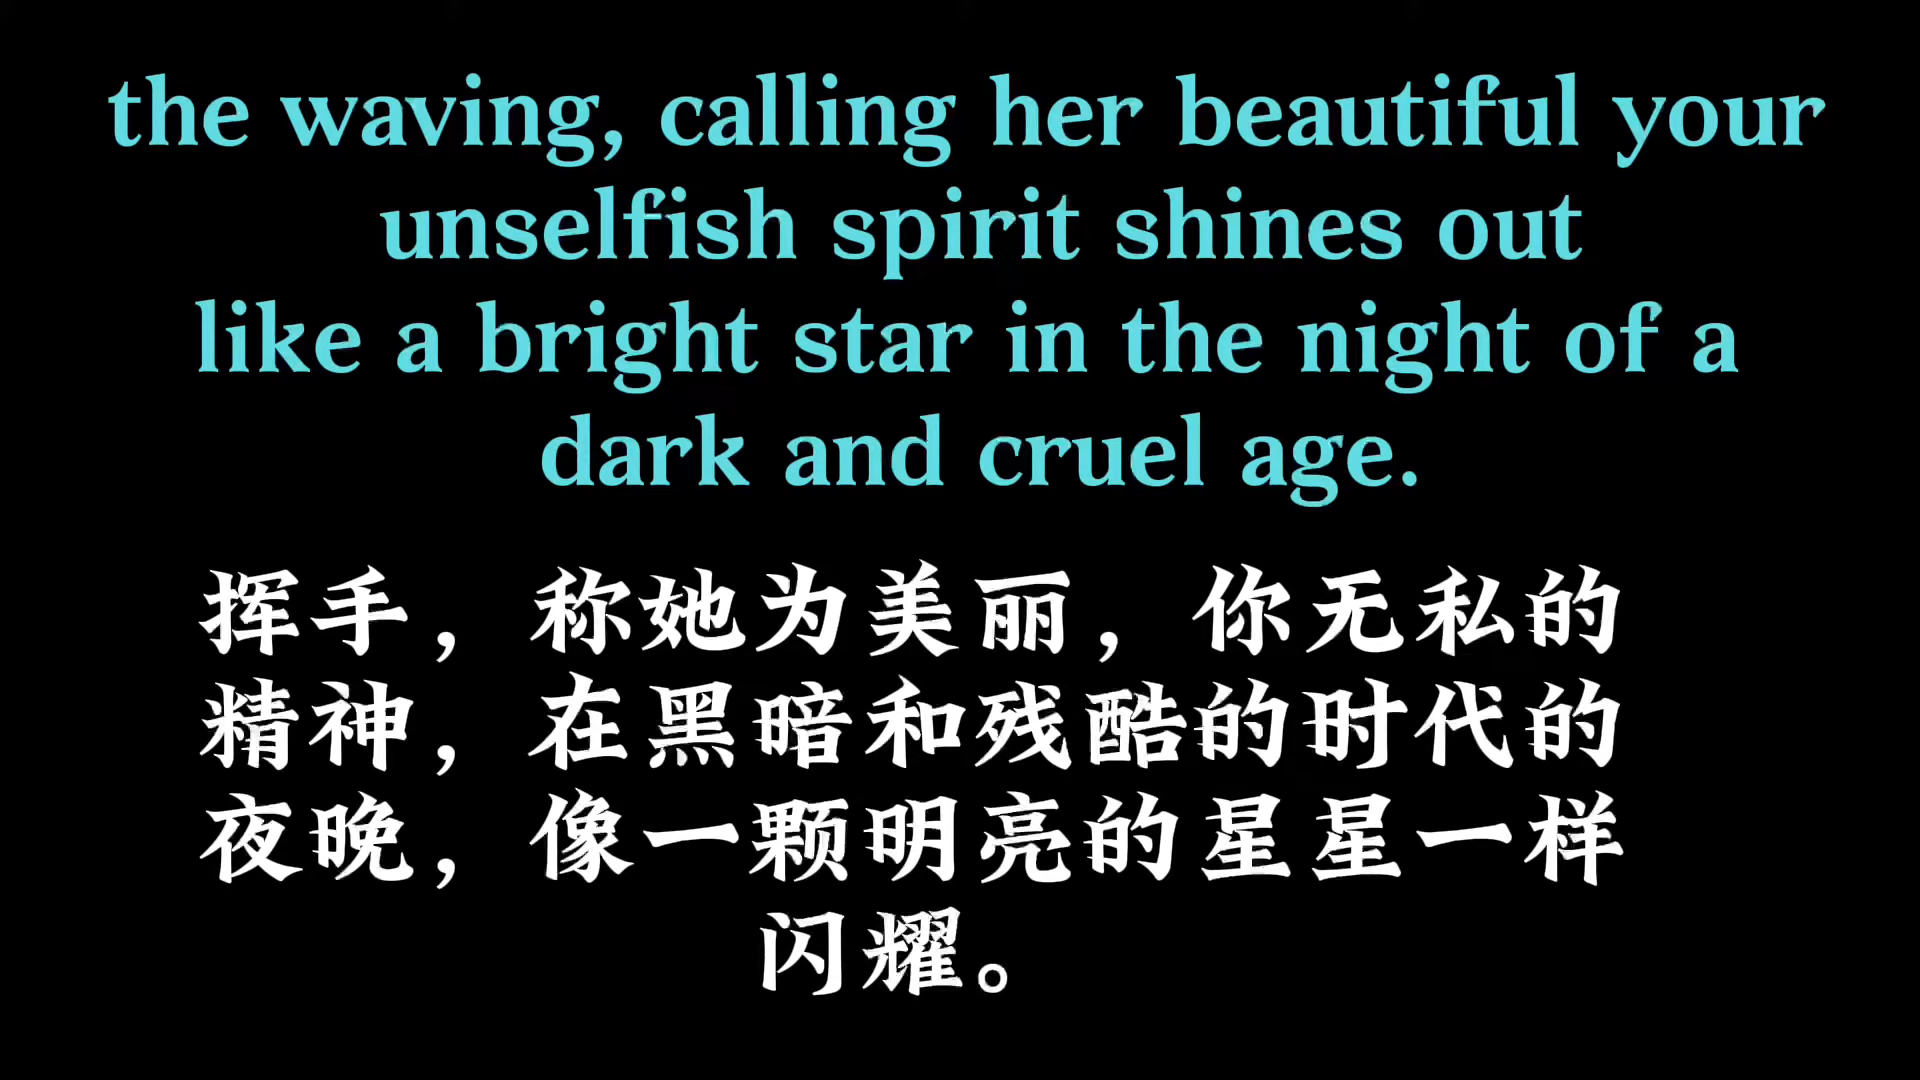 the waving, calling her beautiful your
unselfish spirit shines out
like a bright star in the night of a
dark and cruel age.
挥手，称她为美丽，你无私的
精神，在黑暗和残酷的时代的
夜晚，像一颗明亮的星星一样
闪耀。